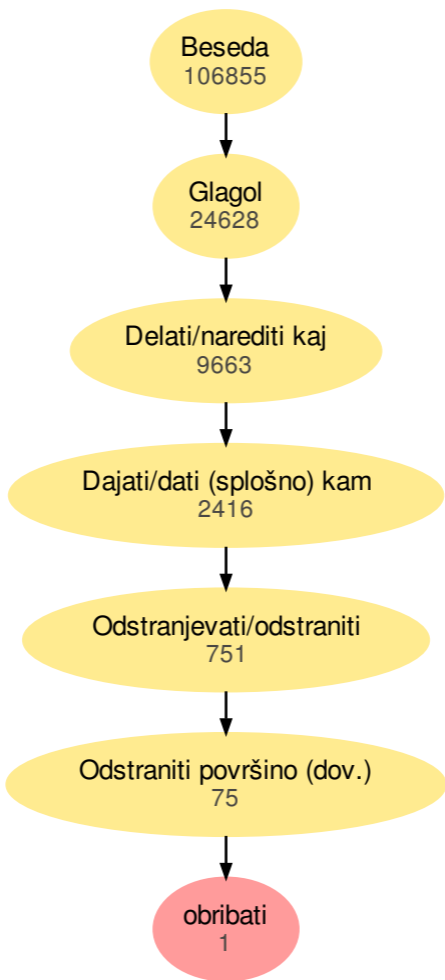 Beseda
106855
Glagol
24628
Delati/narediti kaj
9663
Dajati/dati (splošno) kam
2416
Odstranjevati/odstraniti
751
Odstraniti površino (dov.)
75
obribati
1